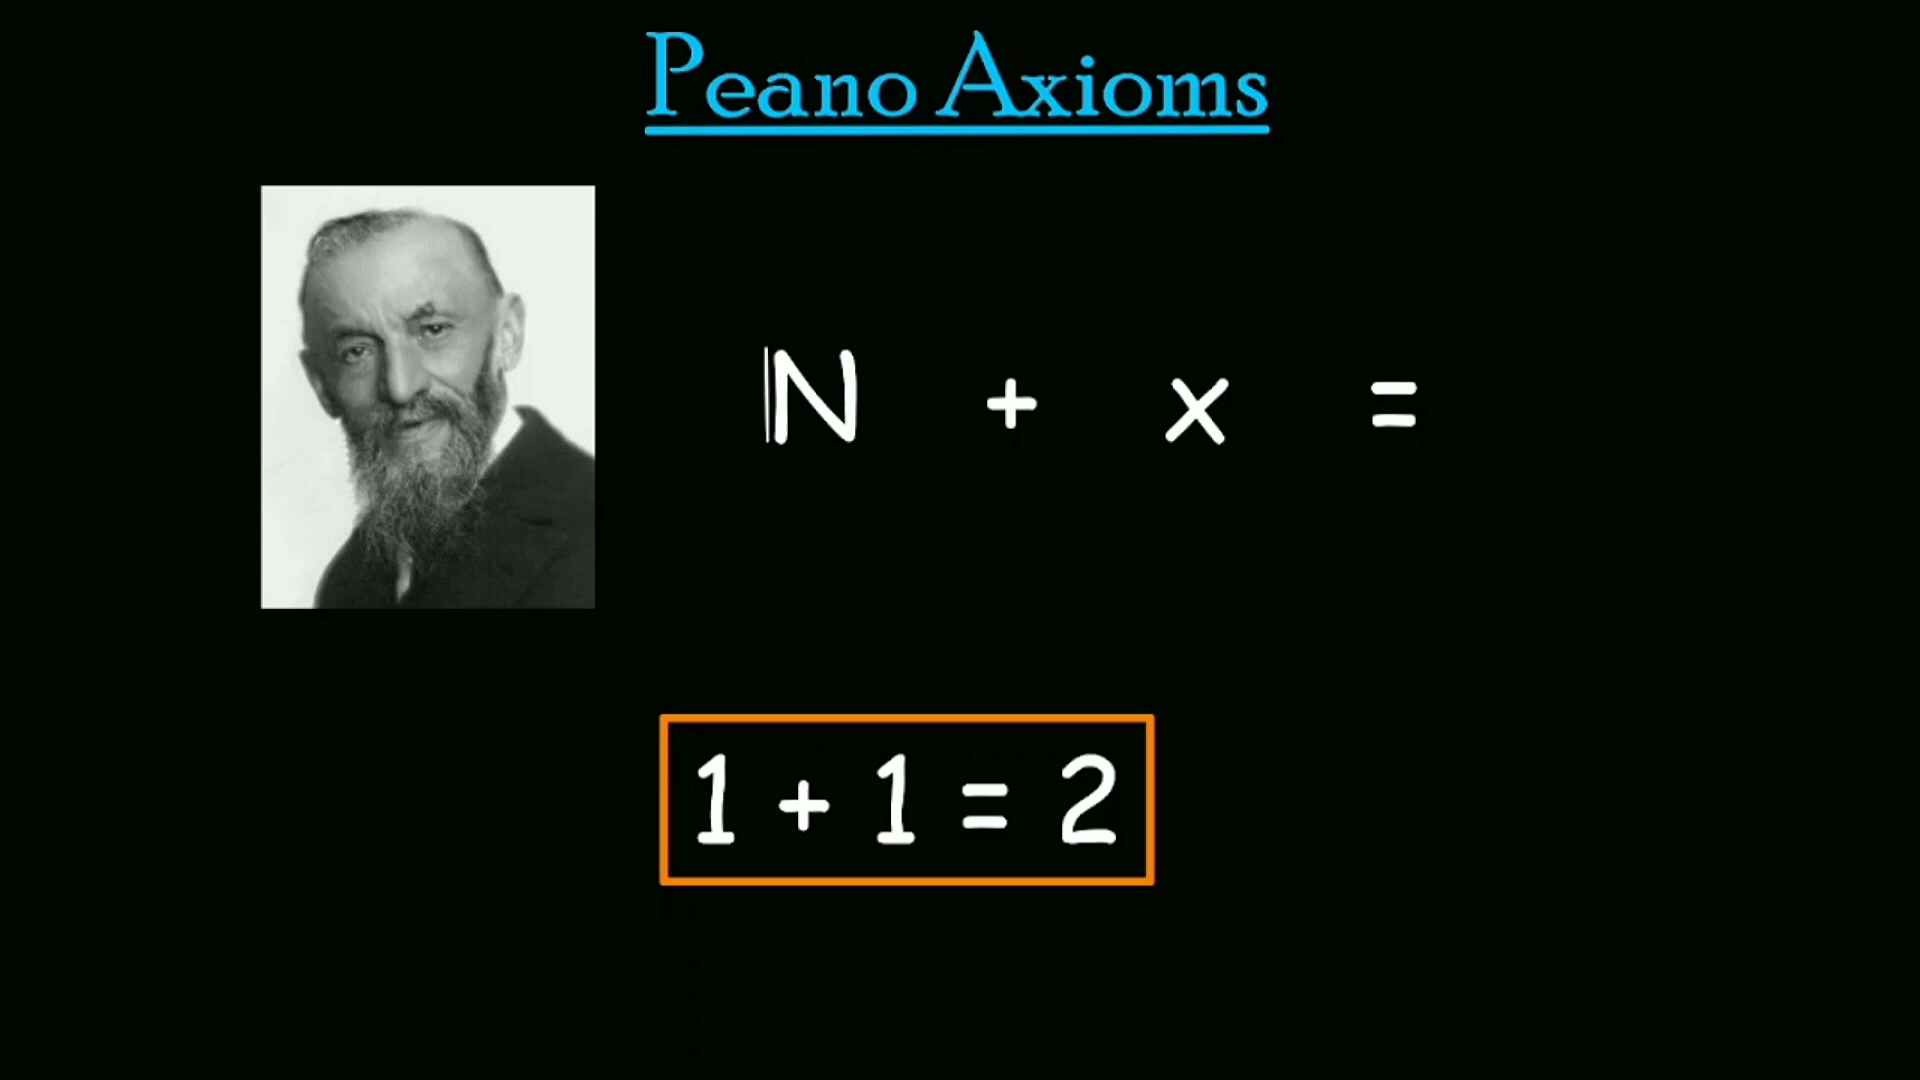 Peano Axioms
ℕ + x =
1 + 1 = 2